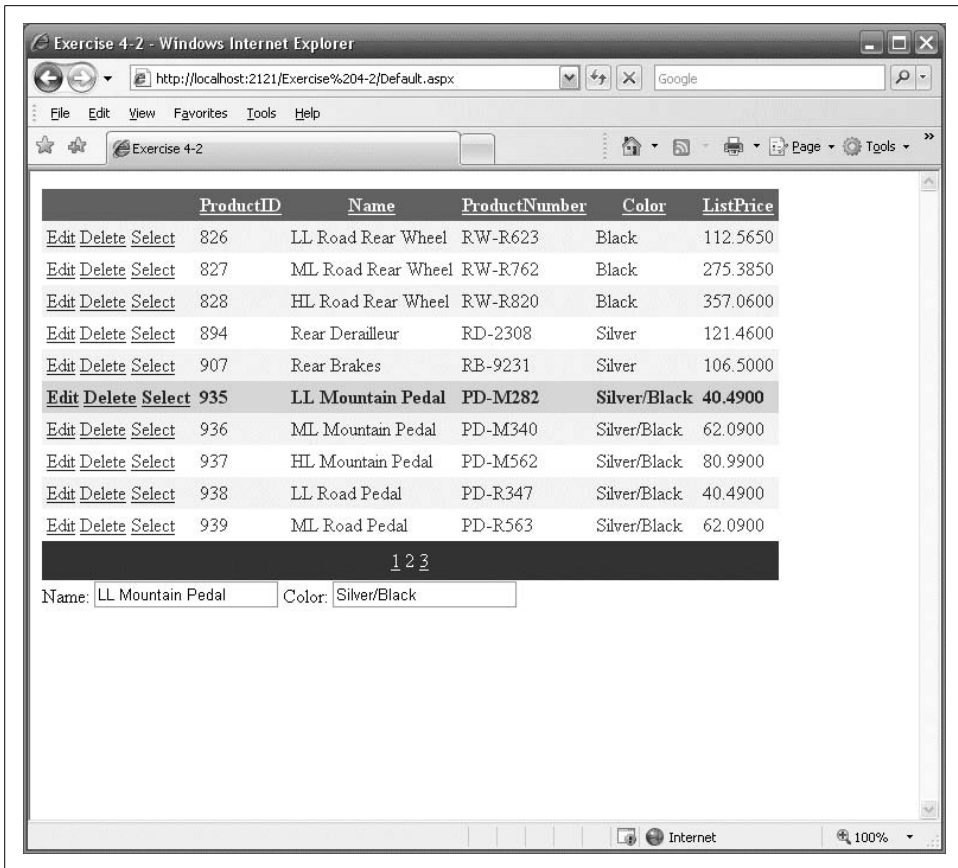 Exercise 4-2 - Windows Internet Explorer
http://localhost:2121/Exercise%204-2/Default.aspx
Google
File Edit View Favorites Tools Help
Exercise 4-2
Page Tools »
ProductID Name ProductNumber Color ListPrice
Edit Delete Select 826 LL Road Rear Wheel RW-R623 Black 112.5650
Edit Delete Select 827 ML Road Rear Wheel RW-R762 Black 275.3850
Edit Delete Select 828 HL Road Rear Wheel RW-R820 Black 357.0600
Edit Delete Select 894 Rear Derailleur RD-2308 Silver 121.4600
Edit Delete Select 907 Rear Brakes RB-9231 Silver 106.5000
Edit Delete Select 935 LL Mountain Pedal PD-M282 Silver/Black 40.4900
Edit Delete Select 936 ML Mountain Pedal PD-M340 Silver/Black 62.0900
Edit Delete Select 937 HL Mountain Pedal PD-M562 Silver/Black 80.9900
Edit Delete Select 938 LL Road Pedal PD-R347 Silver/Black 40.4900
Edit Delete Select 939 ML Road Pedal PD-R563 Silver/Black 62.0900
1 2 3
Name: LL Mountain Pedal Color: Silver/Black
Internet 100%